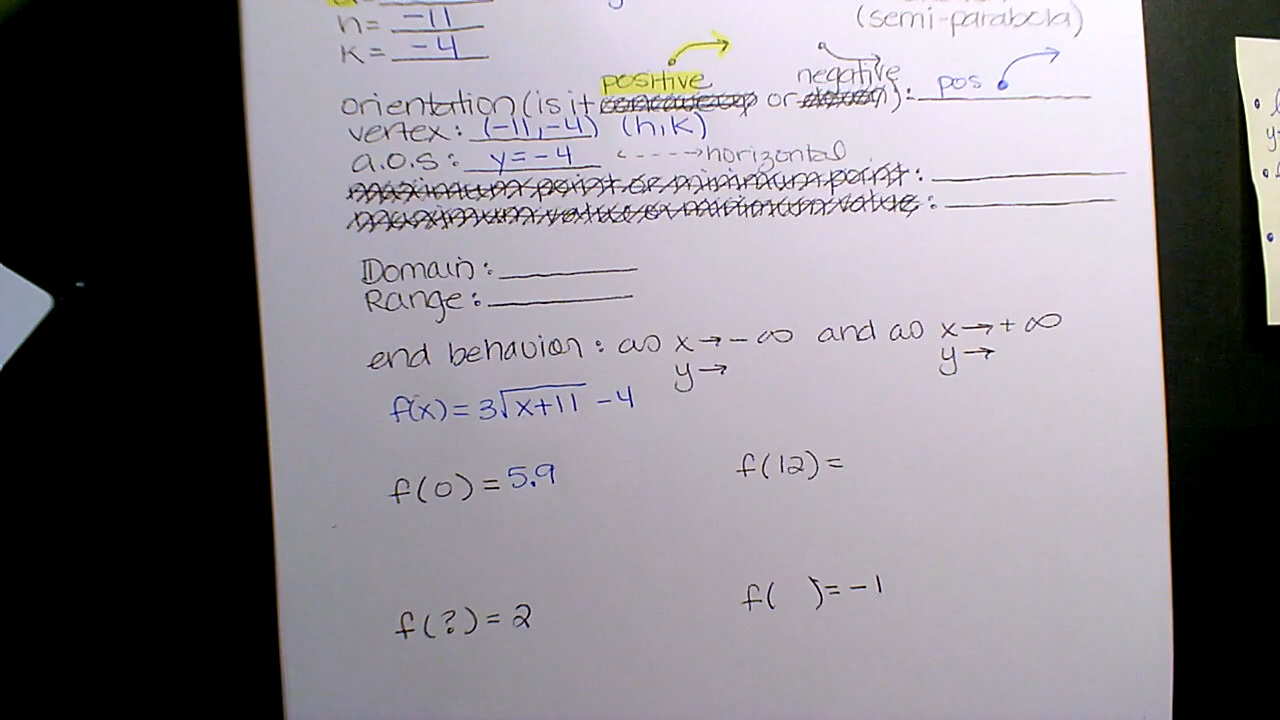 h = -11
(semi-parabola)
k = -4
positive negative
orientation (is it or ): pos
vertex: (-11, -4) (h, k)
a.o.s: y = -4 <----> horizontal
maximum point or minimum point:
maximum value or minimum value:
Domain:
Range:
end behavior: as x → -∞ and as x → +∞
y → y →
f(x) = 3√x+11 - 4
f(0) = 5.9 f(12) =
f(?) = 2 f( ) = -1